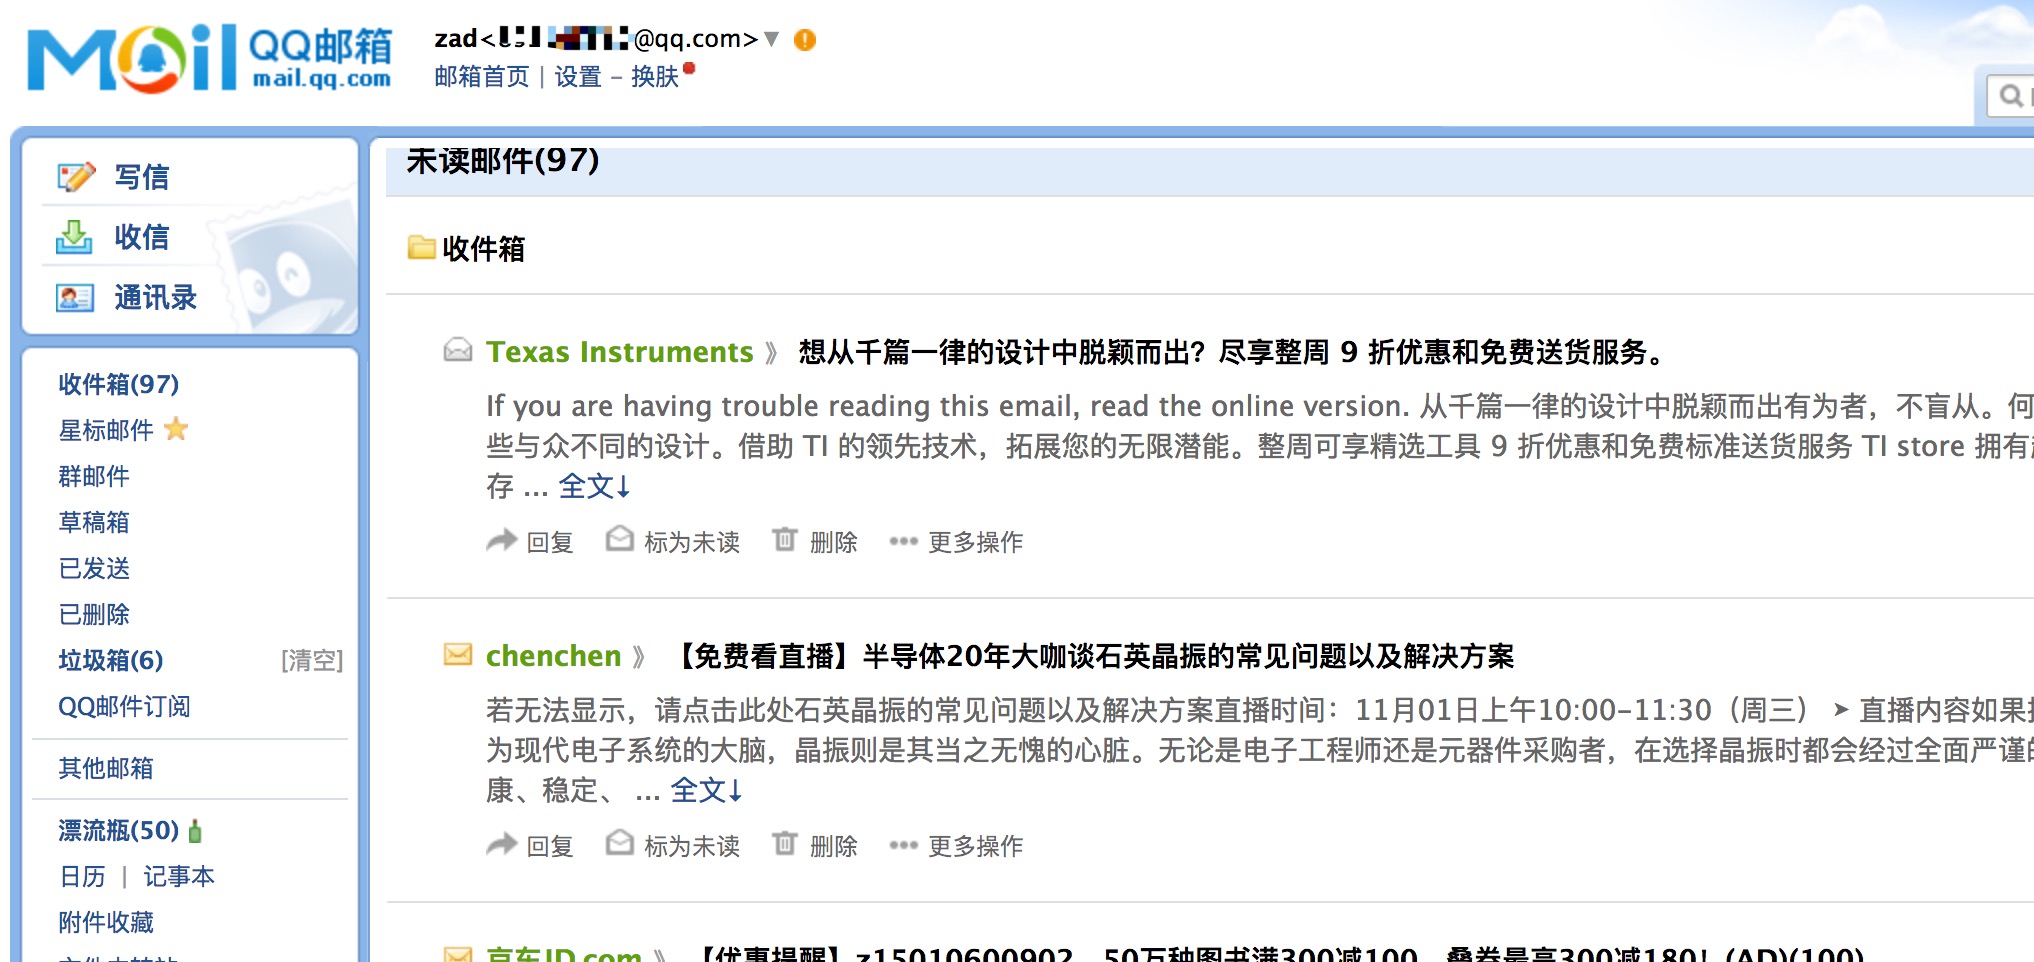 Mail QQ邮箱
mail.qq.com
zad< @qq.com>
邮箱首页 | 设置 - 换肤
写信
收信
通讯录
收件箱(97)
星标邮件
群邮件
草稿箱
已发送
已删除
垃圾箱(6) [清空]
QQ邮件订阅
其他邮箱
漂流瓶(50)
日历 | 记事本
附件收藏
未读邮件(97)
收件箱
Texas Instruments 》 想从千篇一律的设计中脱颖而出？尽享整周 9 折优惠和免费送货服务。
If you are having trouble reading this email, read the online version. 从千篇一律的设计中脱颖而出有为者，不盲从。何
些与众不同的设计。借助 TI 的领先技术，拓展您的无限潜能。整周可享精选工具 9 折优惠和免费标准送货服务 TI store 拥有
存 ... 全文↓
回复 标为未读 删除 ••• 更多操作
chenchen 》 【免费看直播】半导体20年大咖谈石英晶振的常见问题以及解决方案
若无法显示，请点击此处石英晶振的常见问题以及解决方案直播时间：11月01日上午10:00-11:30（周三） ➤ 直播内容如果
为现代电子系统的大脑，晶振则是其当之无愧的心脏。无论是电子工程师还是元器件采购者，在选择晶振时都会经过全面严谨
康、稳定、 ... 全文↓
回复 标为未读 删除 ••• 更多操作
京东JD.com 》 【优惠提醒】z15010600902，50万种图书满300减100，叠券最高300减180！(AD)(100)